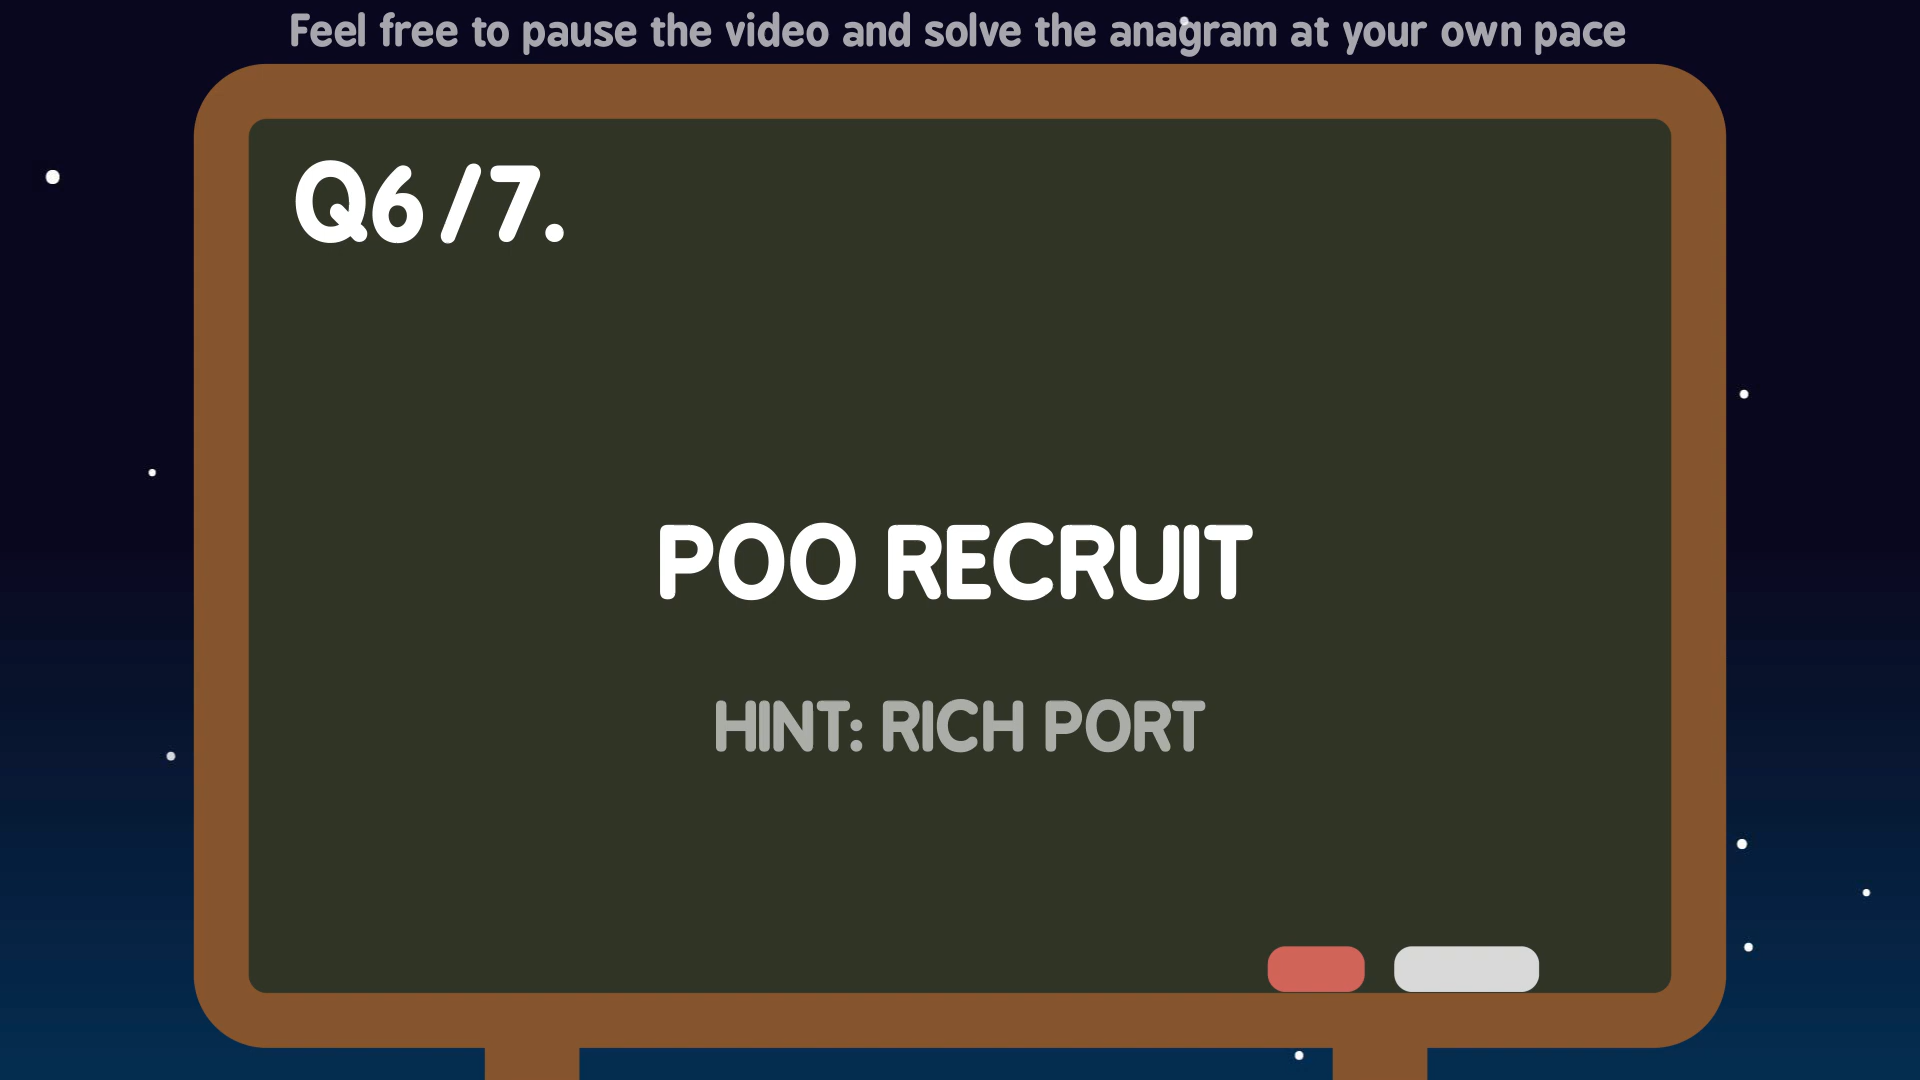 Feel free to pause the video and solve the anagram at your own pace
Q6/7.
POO RECRUIT
HINT: RICH PORT